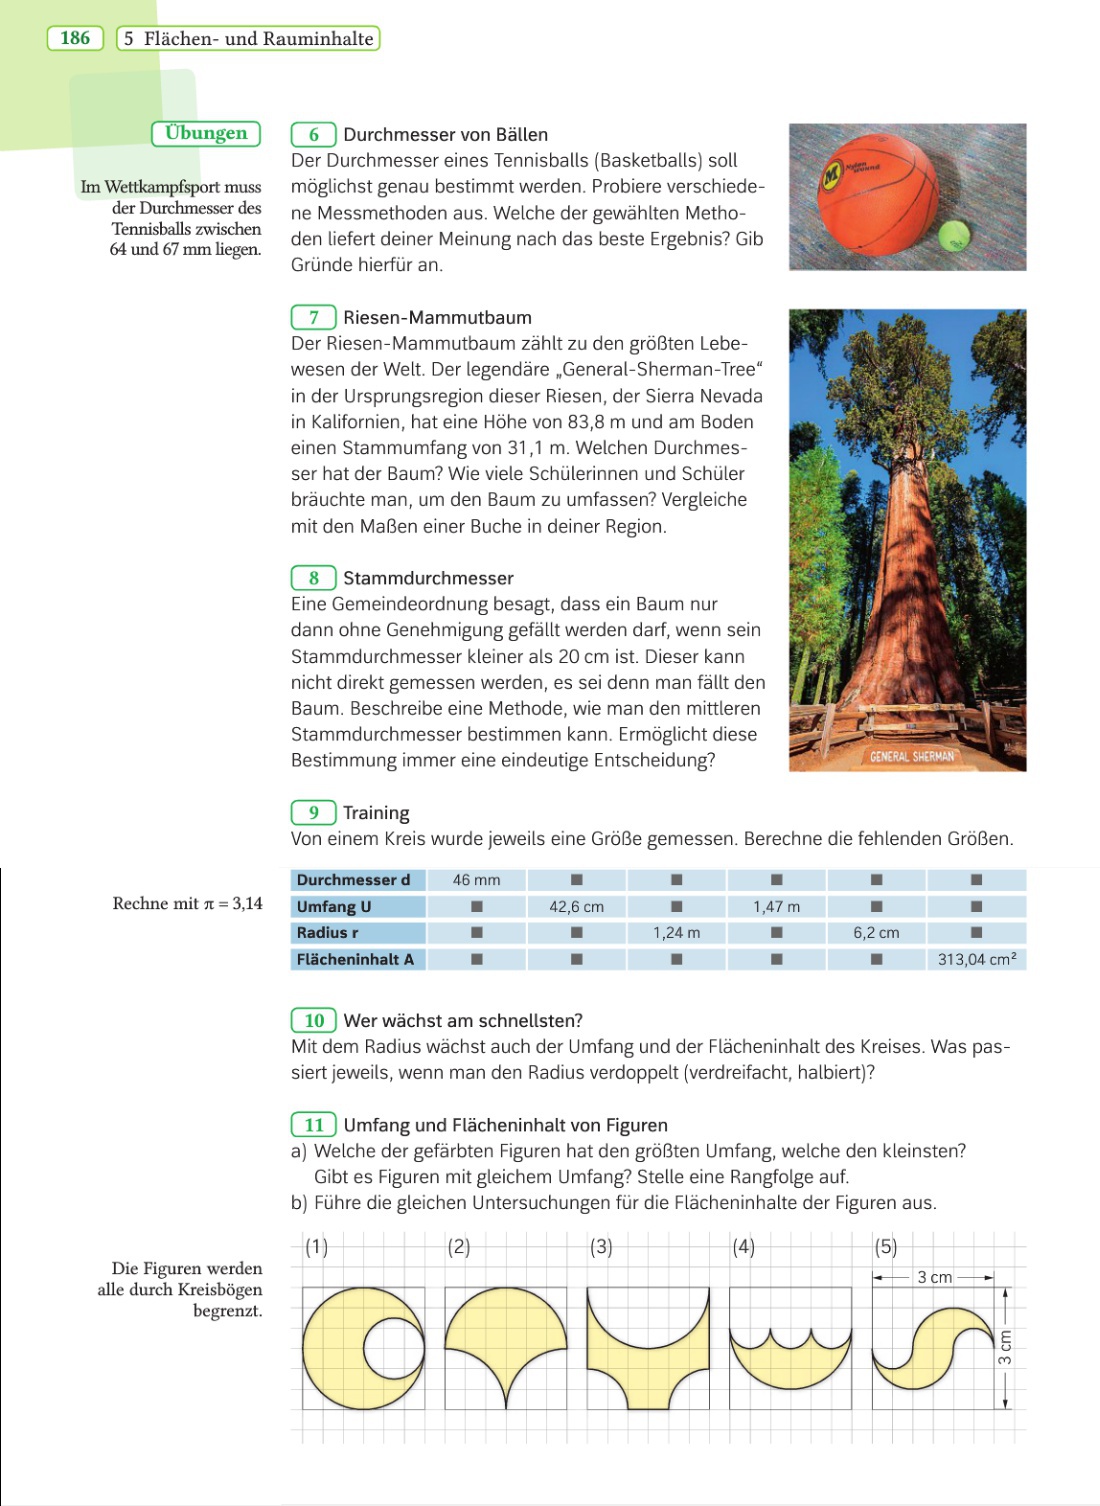 186
5 Flächen- und Rauminhalte
Übungen
Im Wettkampfsport muss
der Durchmesser des
Tennisballs zwischen
64 und 67 mm liegen.
6 Durchmesser von Bällen
Der Durchmesser eines Tennisballs (Basketballs) soll
möglichst genau bestimmt werden. Probiere verschiede-
ne Messmethoden aus. Welche der gewählten Metho-
den liefert deiner Meinung nach das beste Ergebnis? Gib
Gründe hierfür an.
7 Riesen-Mammutbaum
Der Riesen-Mammutbaum zählt zu den größten Lebe-
wesen der Welt. Der legendäre „General-Sherman-Tree“
in der Ursprungsregion dieser Riesen, der Sierra Nevada
in Kalifornien, hat eine Höhe von 83,8 m und am Boden
einen Stammumfang von 31,1 m. Welchen Durchmes-
ser hat der Baum? Wie viele Schülerinnen und Schüler
bräuchte man, um den Baum zu umfassen? Vergleiche
mit den Maßen einer Buche in deiner Region.
8 Stammdurchmesser
Eine Gemeindeordnung besagt, dass ein Baum nur
dann ohne Genehmigung gefällt werden darf, wenn sein
Stammdurchmesser kleiner als 20 cm ist. Dieser kann
nicht direkt gemessen werden, es sei denn man fällt den
Baum. Beschreibe eine Methode, wie man den mittleren
Stammdurchmesser bestimmen kann. Ermöglicht diese
Bestimmung immer eine eindeutige Entscheidung?
GENERAL SHERMAN
9 Training
Von einem Kreis wurde jeweils eine Größe gemessen. Berechne die fehlenden Größen.
Rechne mit π = 3,14
Durchmesser d 46 mm ■ ■ ■ ■ ■
Umfang U ■ 42,6 cm ■ 1,47 m ■ ■
Radius r ■ ■ 1,24 m ■ 6,2 cm ■
Flächeninhalt A ■ ■ ■ ■ ■ 313,04 cm²
10 Wer wächst am schnellsten?
Mit dem Radius wächst auch der Umfang und der Flächeninhalt des Kreises. Was pas-
siert jeweils, wenn man den Radius verdoppelt (verdreifacht, halbiert)?
11 Umfang und Flächeninhalt von Figuren
a) Welche der gefärbten Figuren hat den größten Umfang, welche den kleinsten?
Gibt es Figuren mit gleichem Umfang? Stelle eine Rangfolge auf.
b) Führe die gleichen Untersuchungen für die Flächeninhalte der Figuren aus.
Die Figuren werden
alle durch Kreisbögen
begrenzt.
(1) (2) (3) (4) (5)
3 cm
3 cm